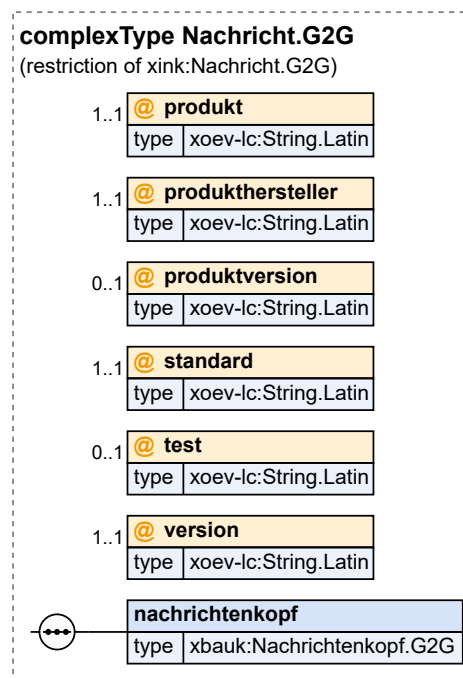 complexType Nachricht.G2G
(restriction of xink:Nachricht.G2G)
1..1 @ produkt
type xoev-lc:String.Latin
1..1 @ produkthersteller
type xoev-lc:String.Latin
0..1 @ produktversion
type xoev-lc:String.Latin
1..1 @ standard
type xoev-lc:String.Latin
0..1 @ test
type xoev-lc:String.Latin
1..1 @ version
type xoev-lc:String.Latin
nachrichtenkopf
type xbauk:Nachrichtenkopf.G2G